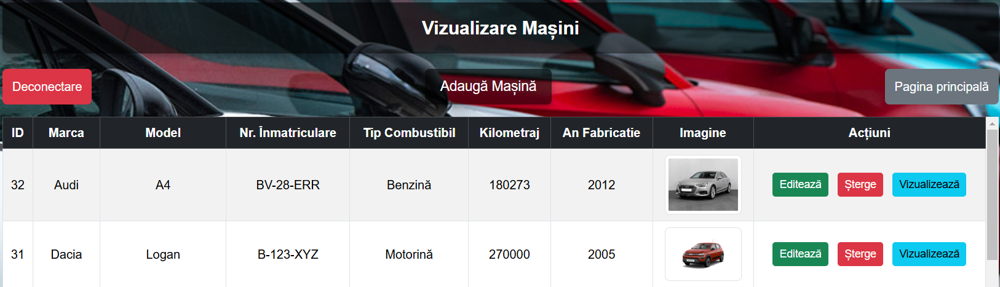 Vizualizare Mașini
Deconectare Adaugă Mașină Pagina principală
ID Marca Model Nr. Înmatriculare Tip Combustibil Kilometraj An Fabricatie Imagine Acțiuni
32 Audi A4 BV-28-ERR Benzină 180273 2012 Editează Șterge Vizualizează
31 Dacia Logan B-123-XYZ Motorină 270000 2005 Editează Șterge Vizualizează